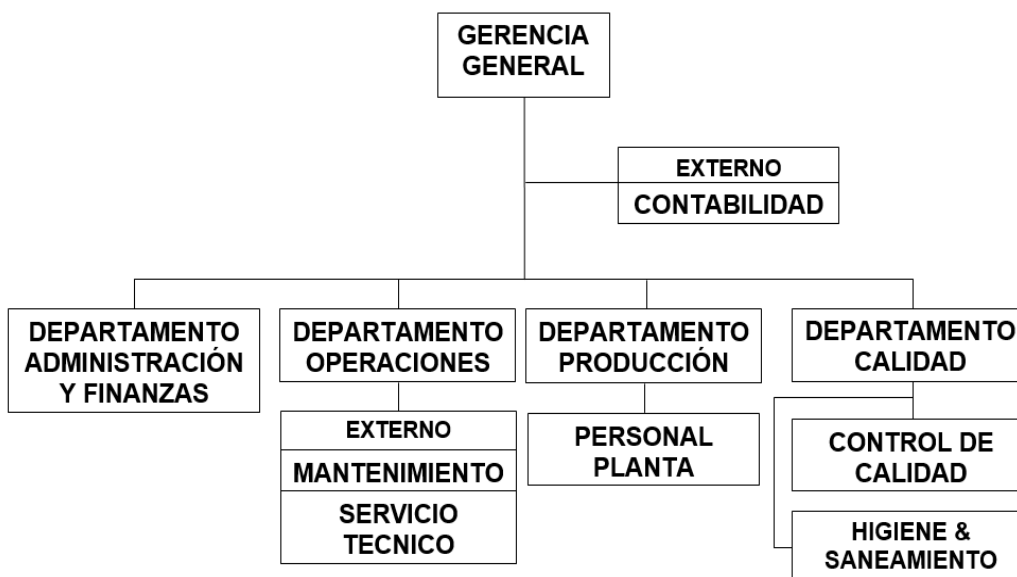 GERENCIA
GENERAL
EXTERNO
CONTABILIDAD
DEPARTAMENTO
ADMINISTRACIÓN
Y FINANZAS
DEPARTAMENTO
OPERACIONES
DEPARTAMENTO
PRODUCCIÓN
DEPARTAMENTO
CALIDAD
EXTERNO
MANTENIMIENTO
SERVICIO
TECNICO
PERSONAL
PLANTA
CONTROL DE
CALIDAD
HIGIENE &
SANEAMIENTO